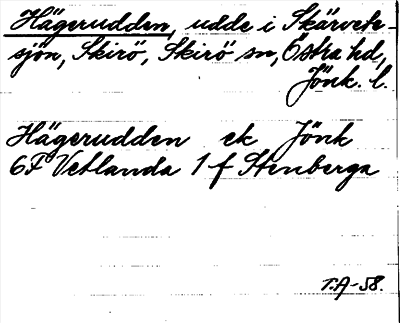 Hägerudden, udde i Skärvete-
sjön, Skirö, Skirö sn, Östra hd,
Jönk. l.
Hägerudden ek Jönk
6F Vetlanda 1 f Stenberga
T.A-58.